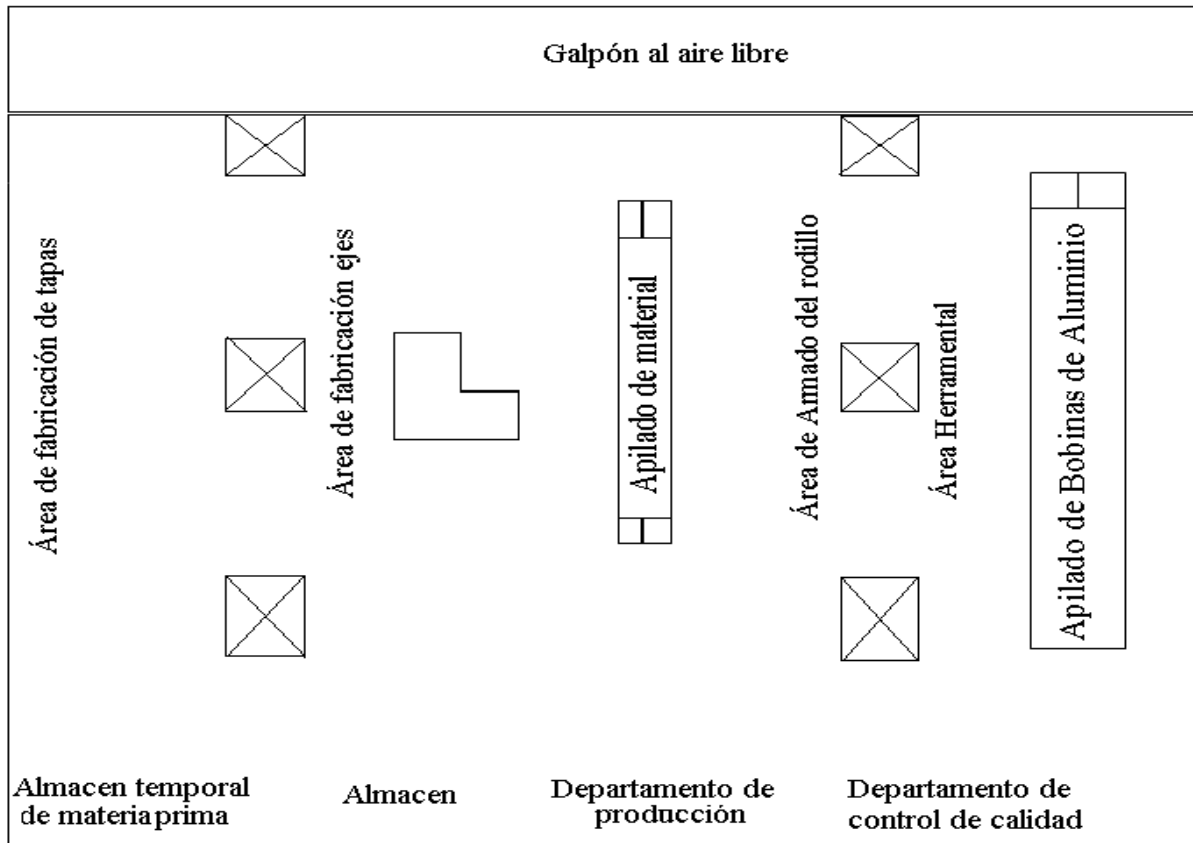 Galpón al aire libre
Área de fabricación de tapas
Área de fabricación ejes
Apilado de material
Área de Armado del rodillo
Área Herramental
Apilado de Bobinas de Aluminio
Almacen temporal
de materia prima
Almacen
Departamento de
producción
Departamento de
control de calidad